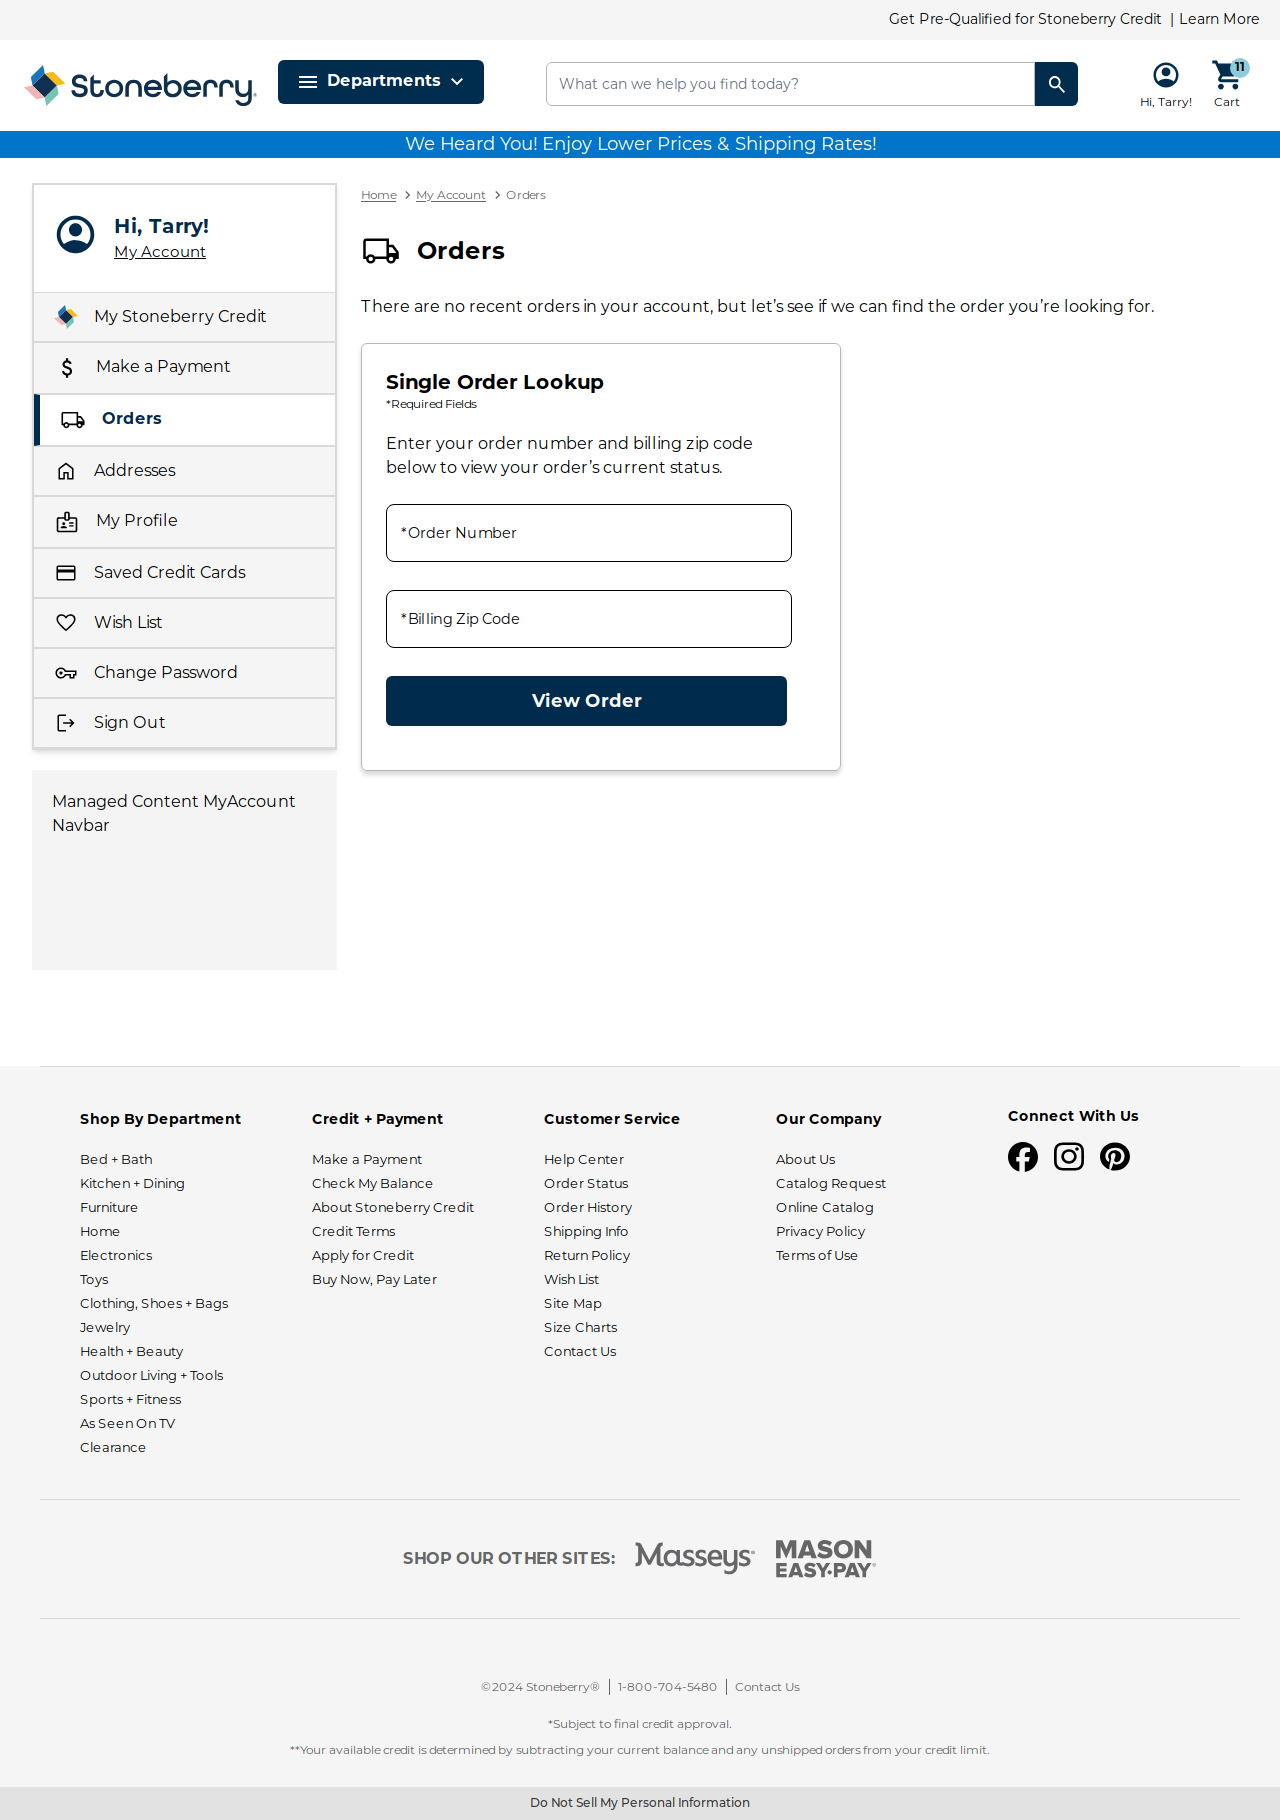 Get Pre-Qualified for Stoneberry Credit | Learn More
Stoneberry
Departments
What can we help you find today?
Hi, Tarry!
11
Cart
We Heard You! Enjoy Lower Prices & Shipping Rates!
Hi, Tarry!
My Account
My Stoneberry Credit
Make a Payment
Orders
Addresses
My Profile
Saved Credit Cards
Wish List
Change Password
Sign Out
Managed Content MyAccount
Navbar
Home > My Account > Orders
Orders
There are no recent orders in your account, but let’s see if we can find the order you’re looking for.
Single Order Lookup
*Required Fields
Enter your order number and billing zip code
below to view your order’s current status.
*Order Number
*Billing Zip Code
View Order
Shop By Department
Bed + Bath
Kitchen + Dining
Furniture
Home
Electronics
Toys
Clothing, Shoes + Bags
Jewelry
Health + Beauty
Outdoor Living + Tools
Sports + Fitness
As Seen On TV
Clearance
Credit + Payment
Make a Payment
Check My Balance
About Stoneberry Credit
Credit Terms
Apply for Credit
Buy Now, Pay Later
Customer Service
Help Center
Order Status
Order History
Shipping Info
Return Policy
Wish List
Site Map
Size Charts
Contact Us
Our Company
About Us
Catalog Request
Online Catalog
Privacy Policy
Terms of Use
Connect With Us
SHOP OUR OTHER SITES:
Masseys
MASON
EASY•PAY
©2024 Stoneberry® | 1-800-704-5480 | Contact Us
*Subject to final credit approval.
**Your available credit is determined by subtracting your current balance and any unshipped orders from your credit limit.
Do Not Sell My Personal Information